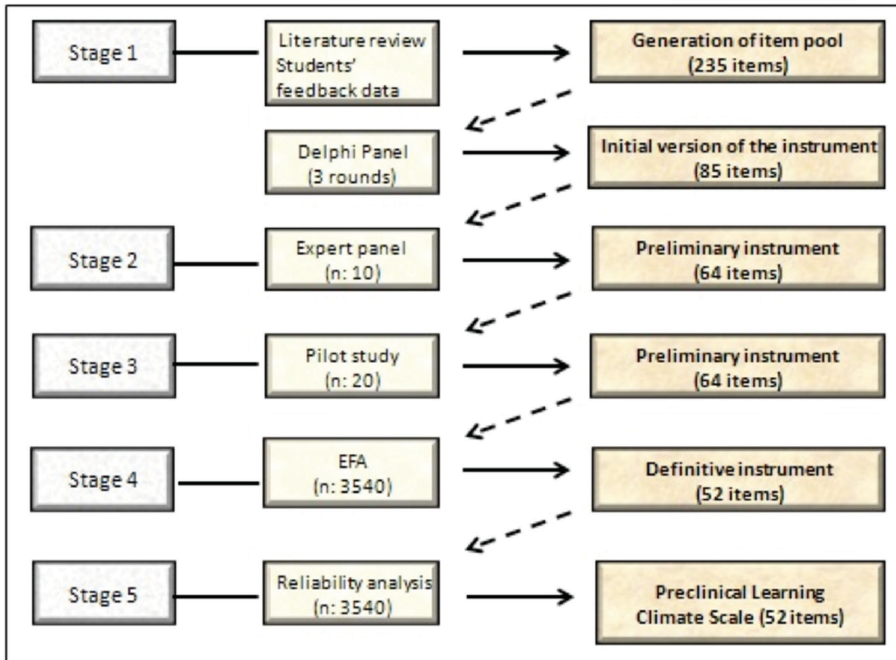 Stage 1
Literature review
Students’
feedback data
Generation of item pool
(235 items)
Delphi Panel
(3 rounds)
Initial version of the instrument
(85 items)
Stage 2
Expert panel
(n: 10)
Preliminary instrument
(64 items)
Stage 3
Pilot study
(n: 20)
Preliminary instrument
(64 items)
Stage 4
EFA
(n: 3540)
Definitive instrument
(52 items)
Stage 5
Reliability analysis
(n: 3540)
Preclinical Learning
Climate Scale (52 items)